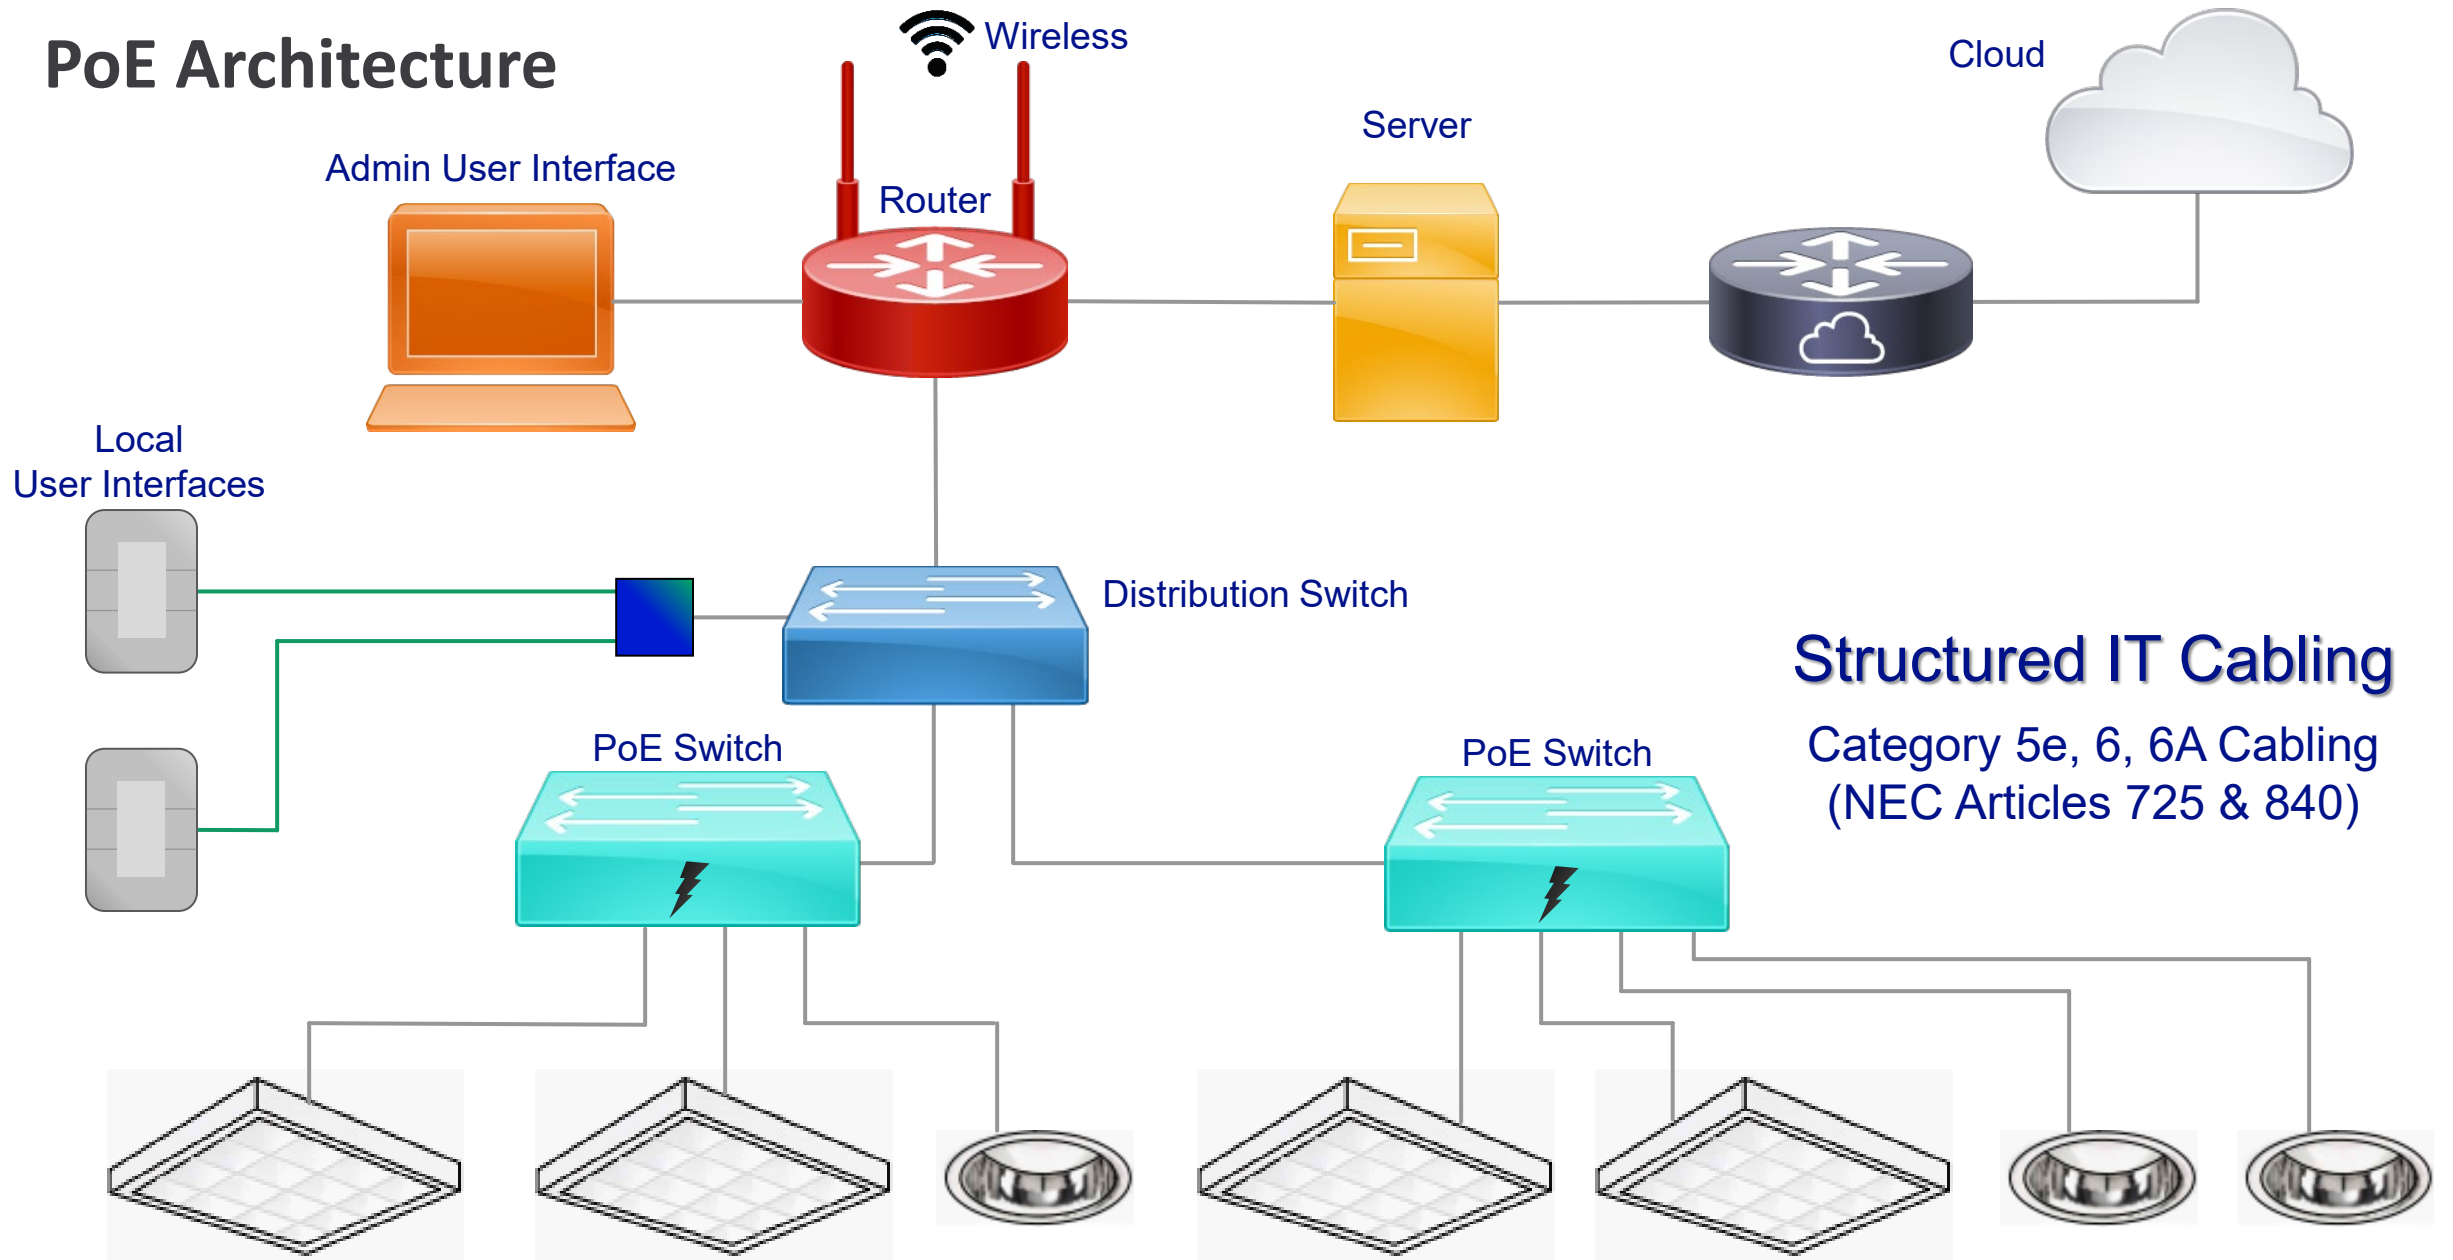 PoE Architecture
Wireless
Cloud
Server
Admin User Interface
Router
Local
User Interfaces
Distribution Switch
Structured IT Cabling
Category 5e, 6, 6A Cabling
(NEC Articles 725 & 840)
PoE Switch
PoE Switch